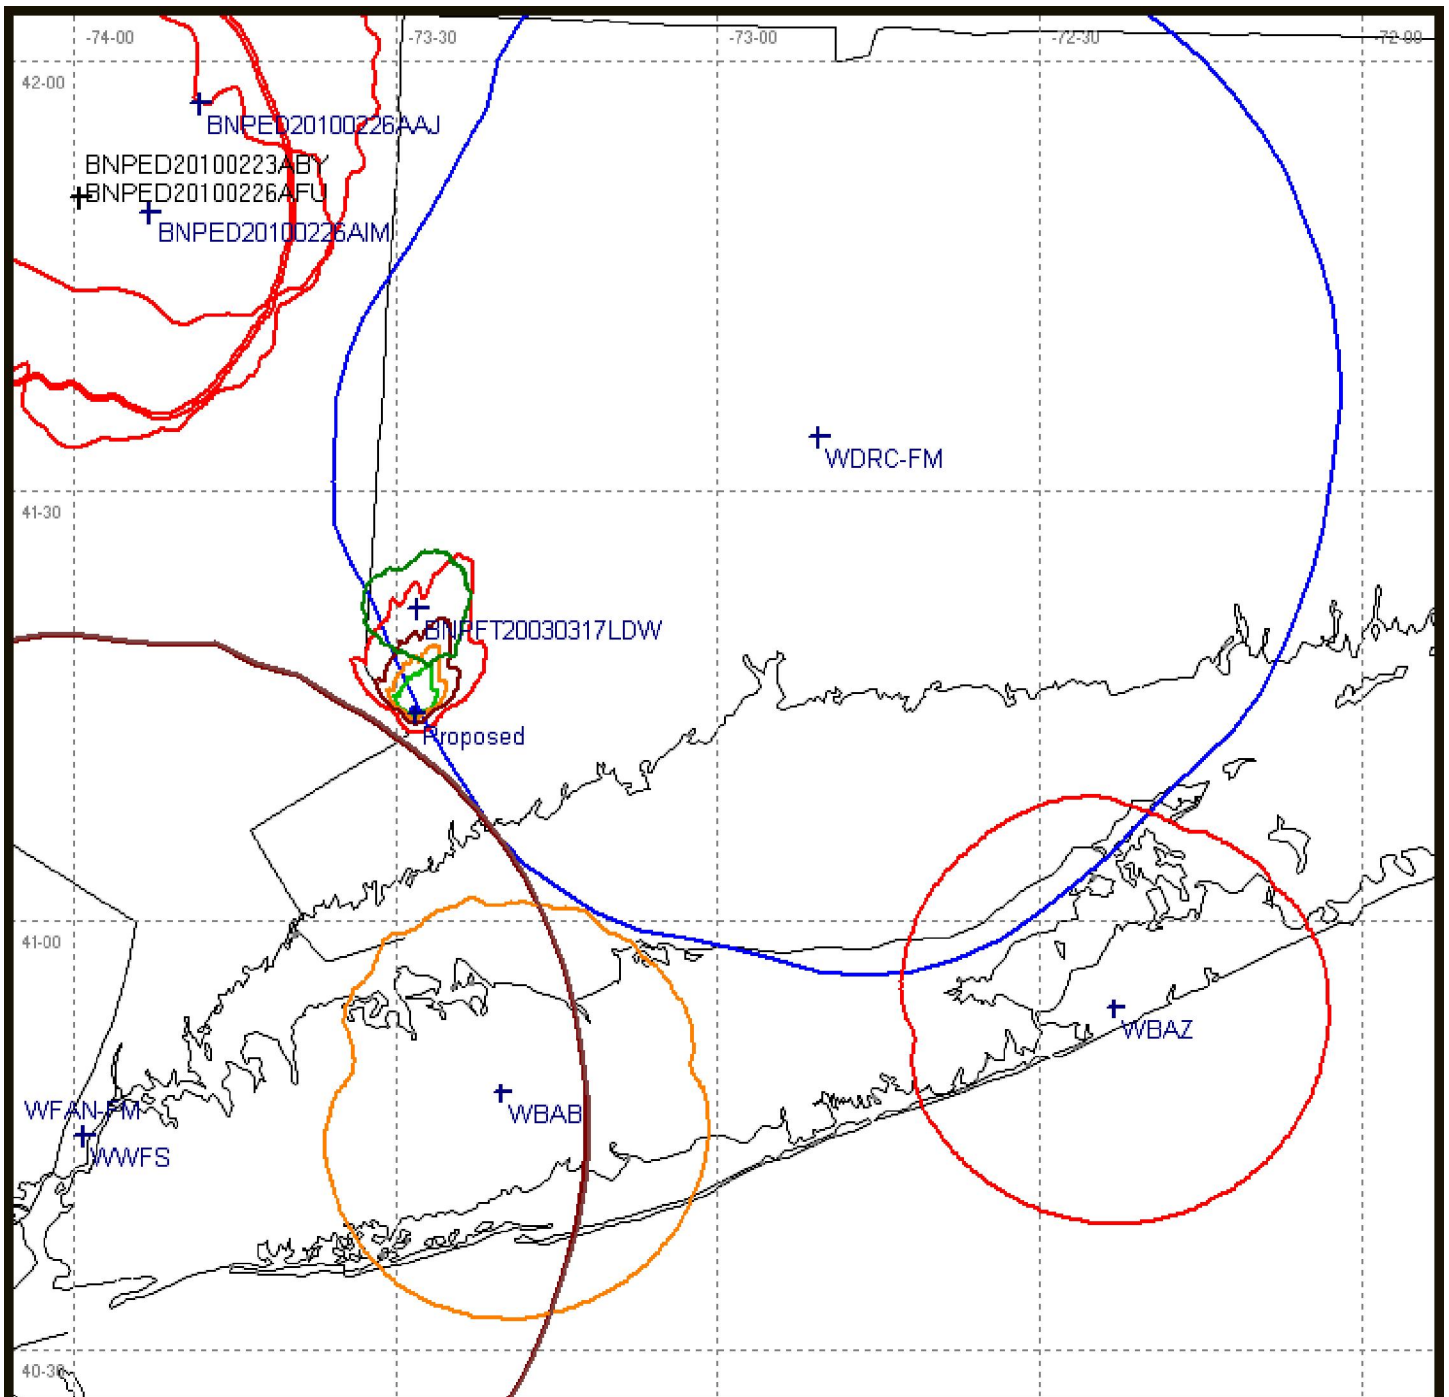 -74-00
-73-30
-73-00
-72-30
-72-00
42-00
BNPED20100226AAJ
BNPED20100223ABY
BNPED20100226AFU
BNPED20100226AIM
WDRC-FM
41-30
BNPFT20030317LDW
Proposed
41-00
WBAZ
WBAB
WFAN-FM
WWFS
40-30